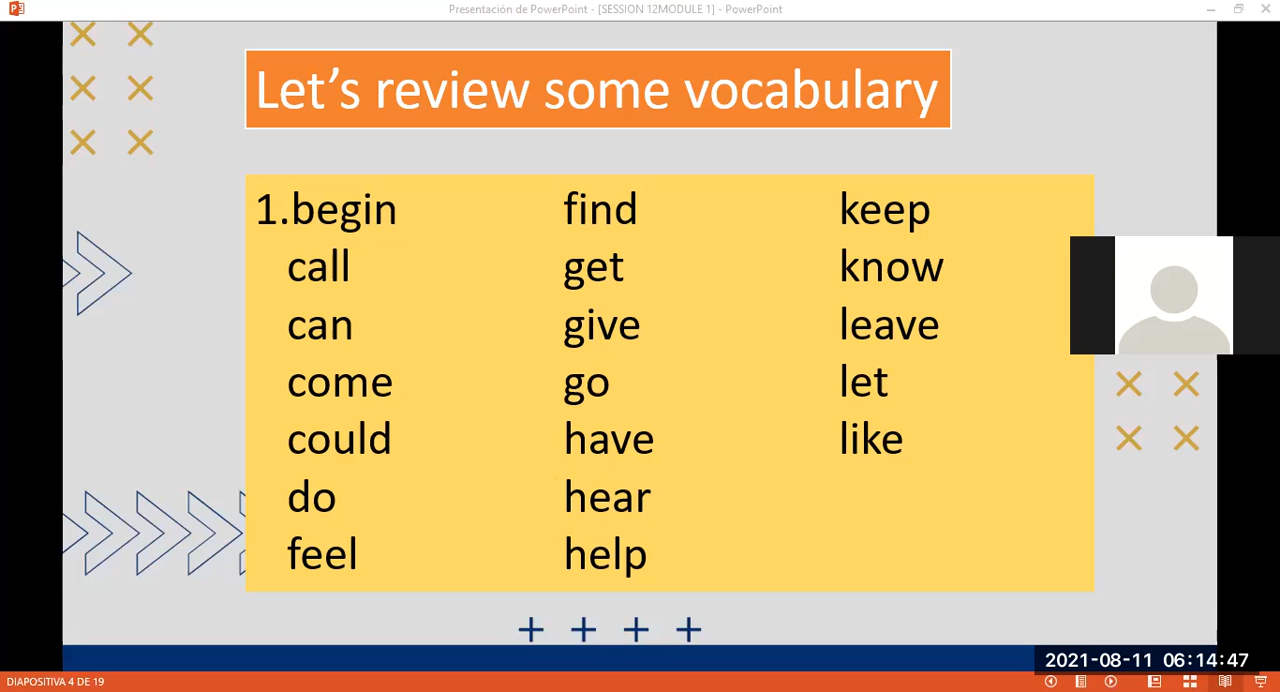 Presentación de PowerPoint - [SESSION 12MODULE 1] - PowerPoint
Let's review some vocabulary
1.begin
call
can
come
could
do
feel
find
get
give
go
have
hear
help
keep
know
leave
let
like
2021-08-11 06:14:47
DIAPOSITIVA 4 DE 19